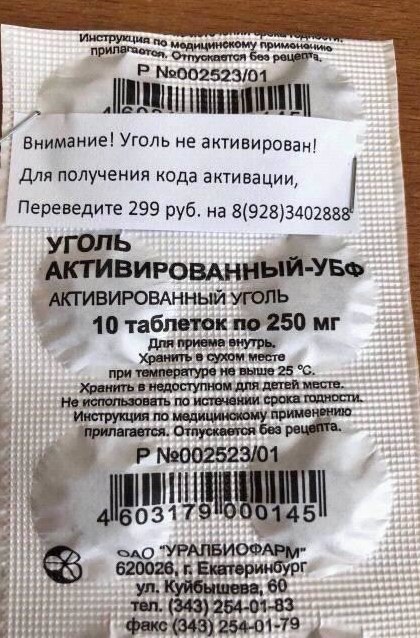 Инструкция по медицинскому применению
прилагается. Отпускается без рецепта.
Р №002523/01
Внимание! Уголь не активирован!
Для получения кода активации,
Переведите 299 руб. на 8(928)3402888
УГОЛЬ
АКТИВИРОВАННЫЙ-УБФ
АКТИВИРОВАННЫЙ УГОЛЬ
10 таблеток по 250 мг
Для приема внутрь.
Хранить в сухом месте
при температуре не выше 25 °С.
Хранить в недоступном для детей месте.
Не использовать по истечении срока годности.
Инструкция по медицинскому применению
прилагается. Отпускается без рецепта.
Р №002523/01
4 603179 000145
ОАО "УРАЛБИОФАРМ"
620026, г. Екатеринбург
ул. Куйбышева, 60
тел. (343) 254-01-83
факс (343) 254-01-79